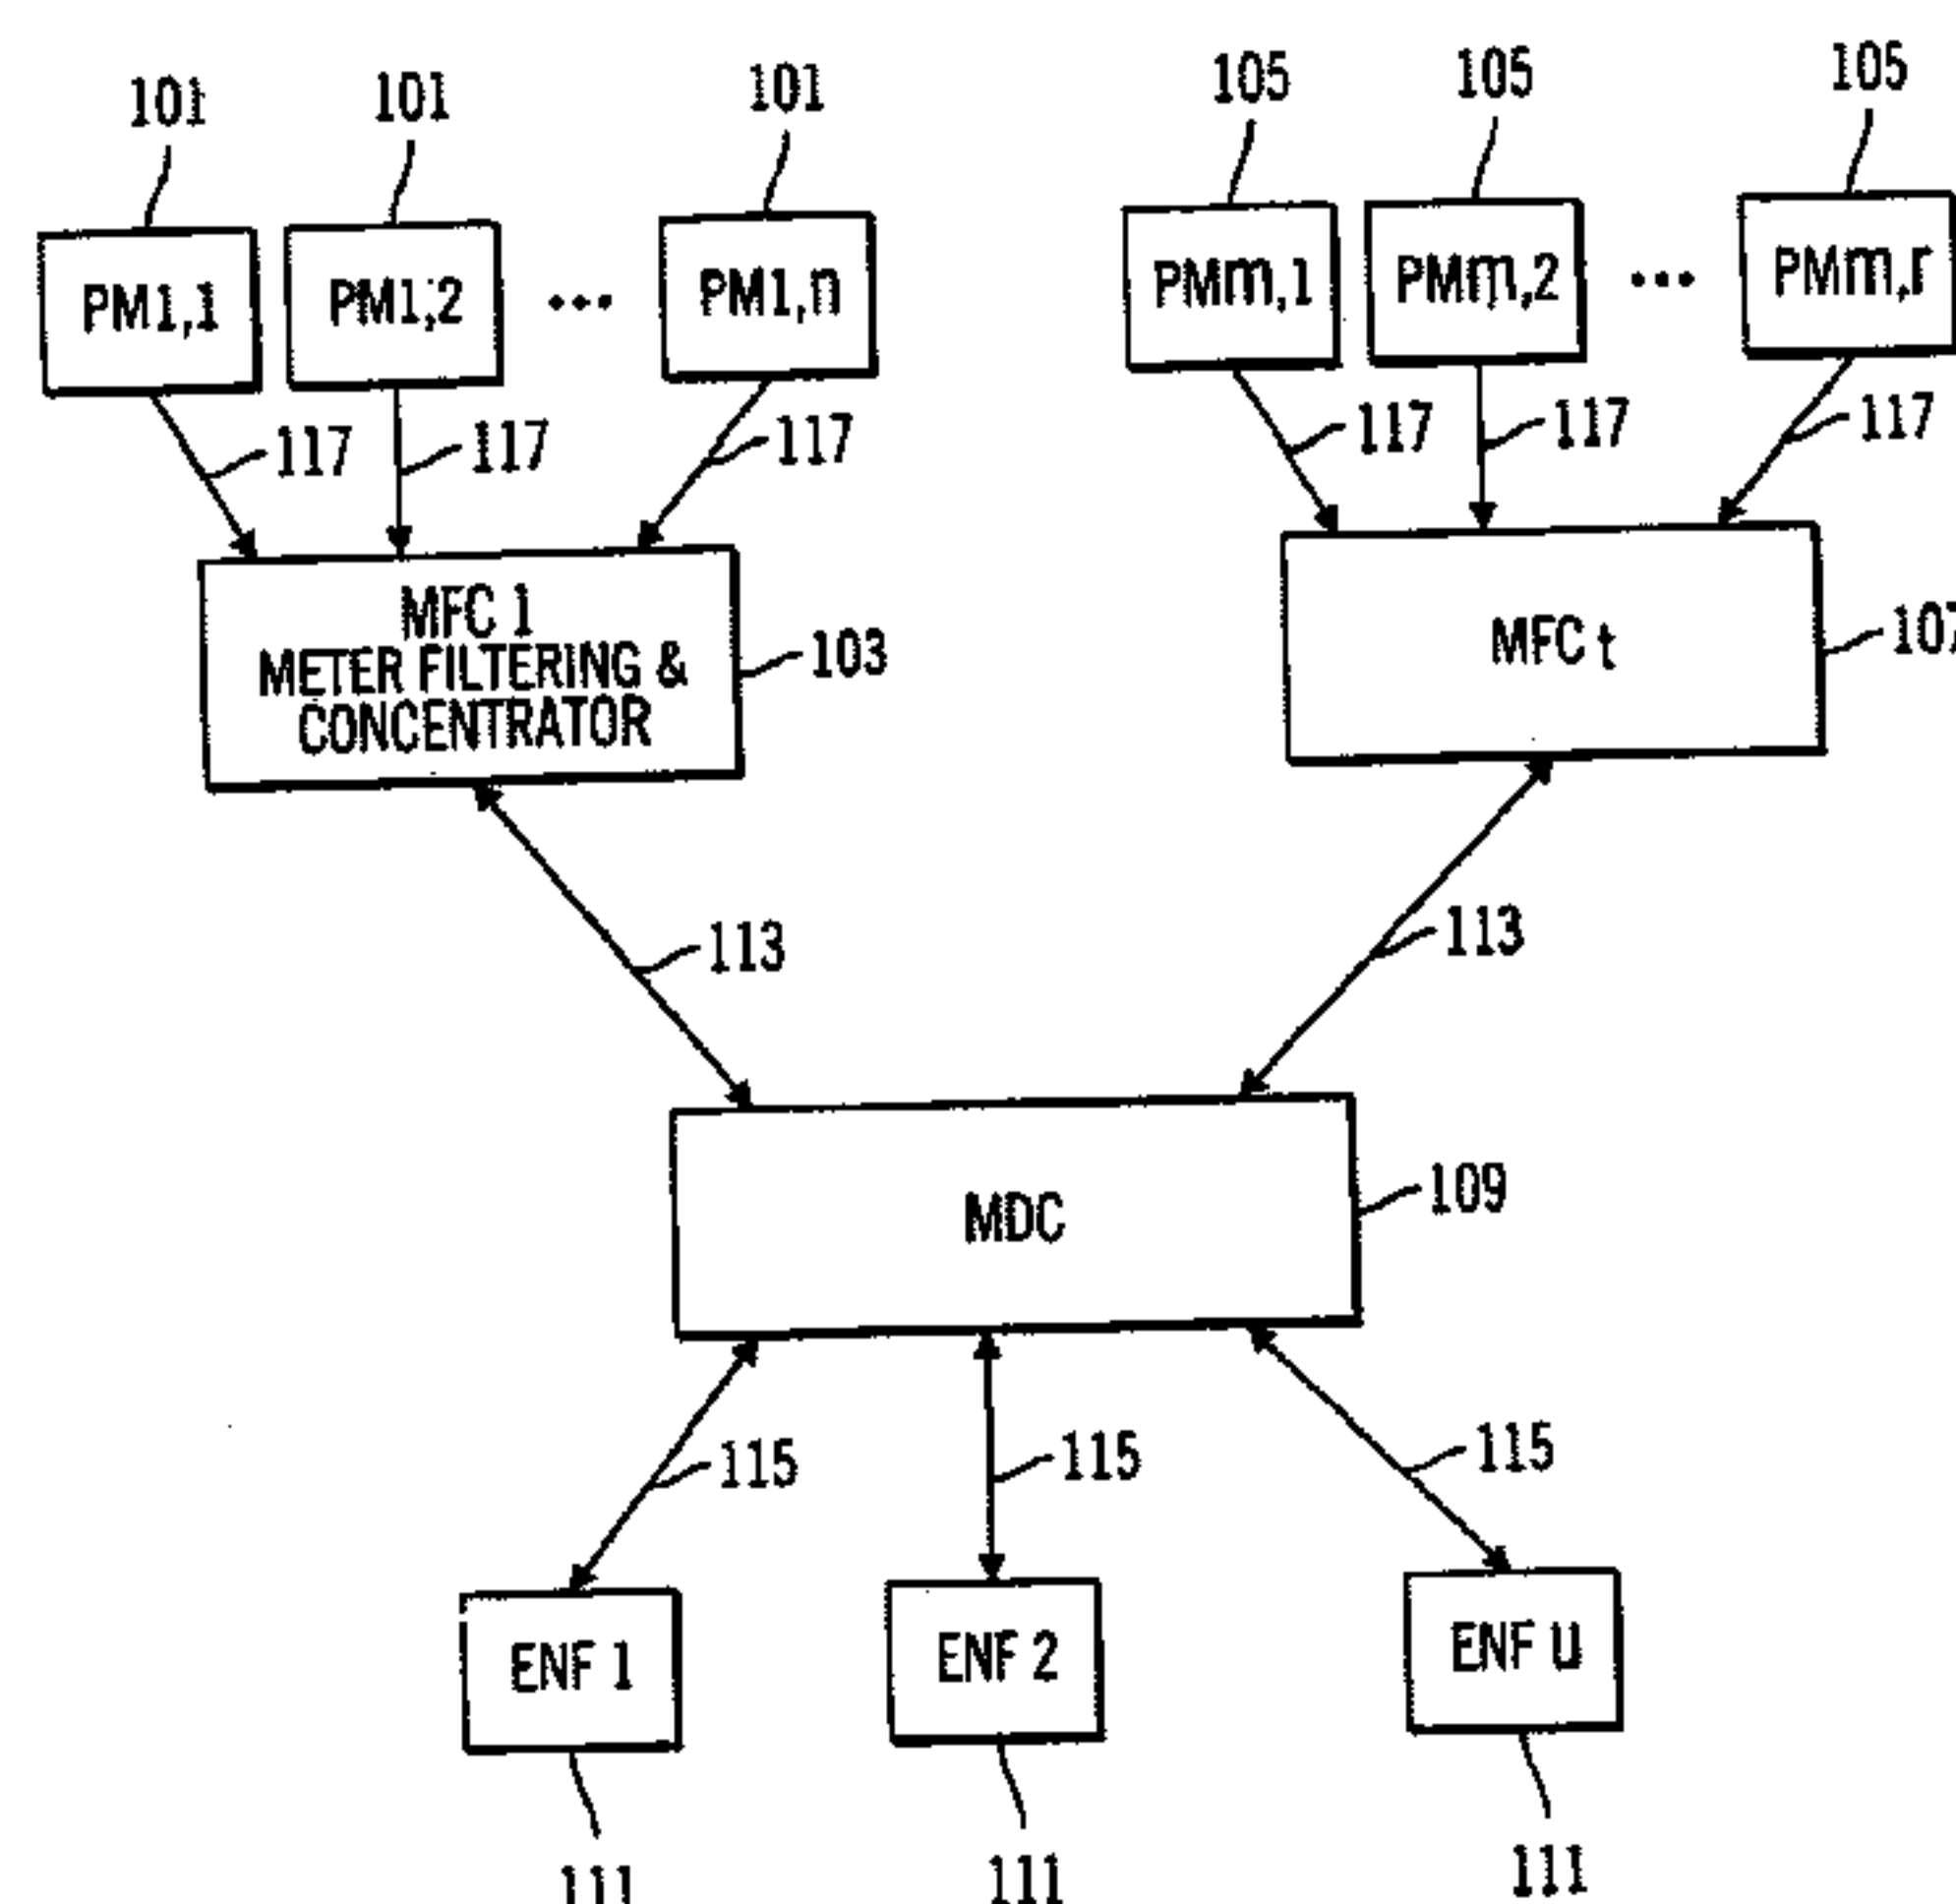 101 101 101 105 105 105
PM1,1 PM1,2 ... PM1,n PMm,1 PMm,2 ... PMm,r
117 117 117 117 117 117
MFC 1
METER FILTERING &
CONCENTRATOR
103
MFC t
107
113 113
MDC
109
115 115 115
ENF 1 ENF 2 ENF U
111 111 111